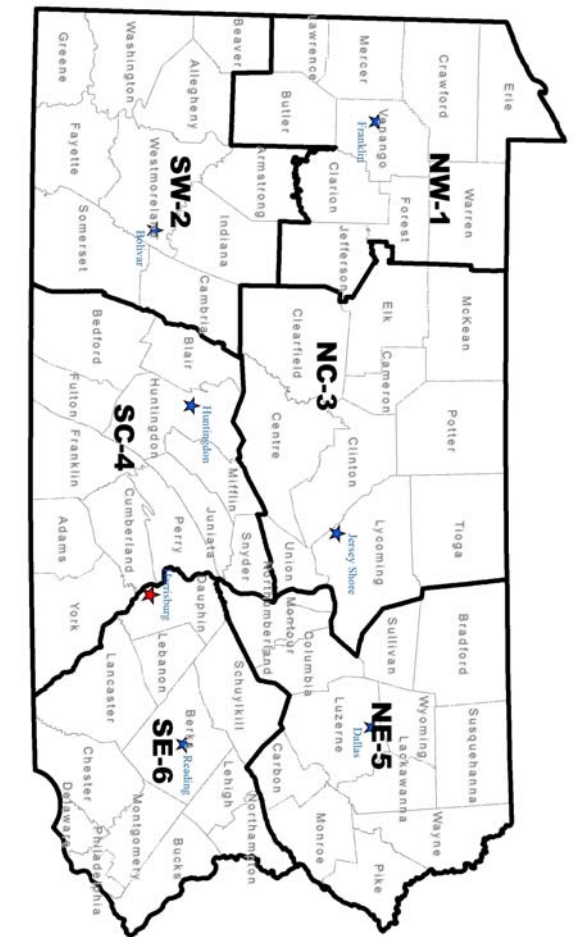 Erie
Crawford
Mercer
Lawrence
Venango
Franklin
Butler
Clarion
Forest
Warren
Jefferson
NW-1
Beaver
Allegheny
Washington
Greene
Fayette
Westmoreland
Bolivar
Somerset
Armstrong
Indiana
Cambria
SW-2
McKean
Elk
Cameron
Potter
Clearfield
Centre
Clinton
Lycoming
Jersey Shore
Tioga
Union
Northumberland
NC-3
Blair
Bedford
Huntingdon
Huntingdon
Fulton
Franklin
Mifflin
Juniata
Snyder
Perry
Cumberland
Adams
York
SC-4
Bradford
Sullivan
Montour
Columbia
Susquehanna
Wyoming
Lackawanna
Luzerne
Dallas
Wayne
Carbon
Monroe
Pike
NE-5
Dauphin
Harrisburg
Lebanon
Lancaster
Schuylkill
Berks
Reading
Lehigh
Northampton
Chester
Montgomery
Bucks
Delaware
Philadelphia
SE-6